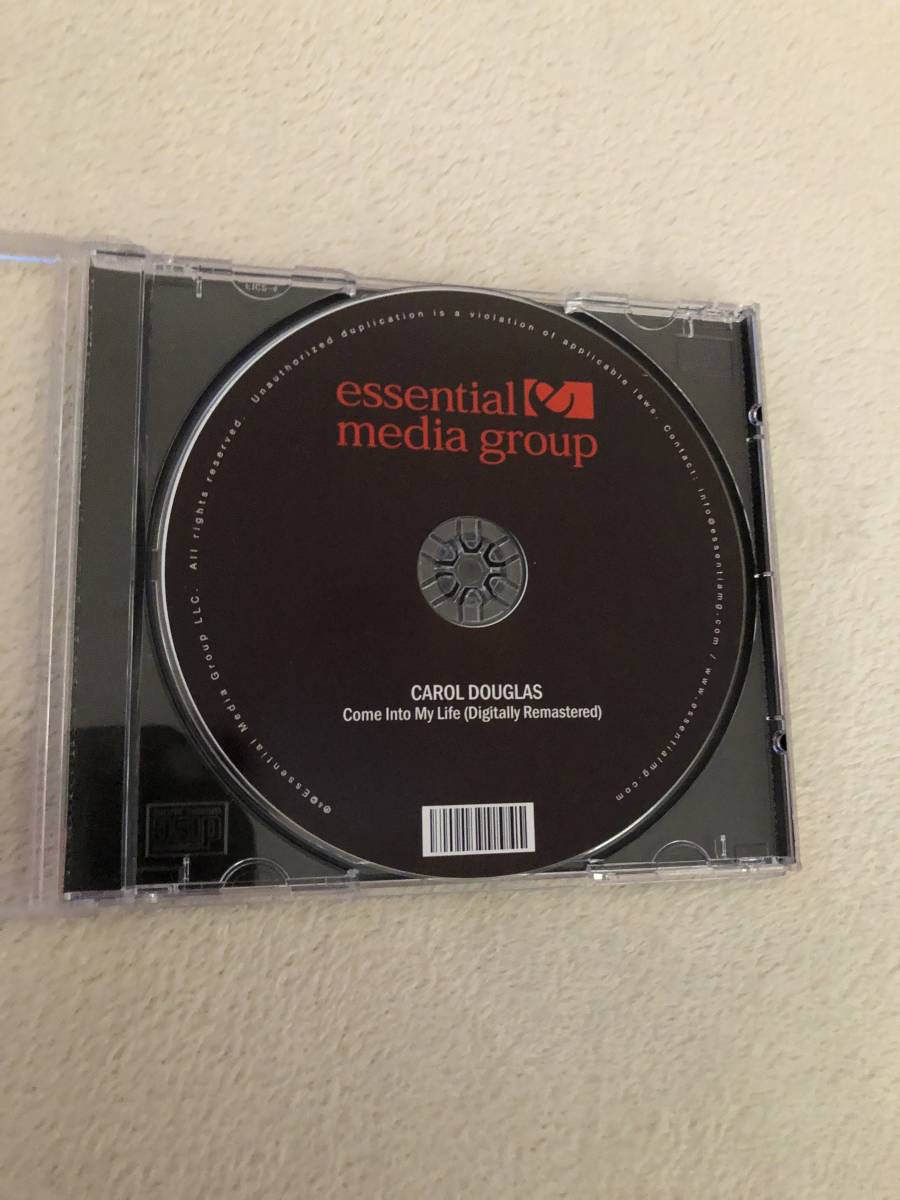 essential
media group
CAROL DOUGLAS
Come Into My Life (Digitally Remastered)
℗&©Essential Media Group LLC. All rights reserved. Unauthorized duplication is a violation of applicable laws. Contact: info@essentialmg.com / www.essentialmg.com
disc